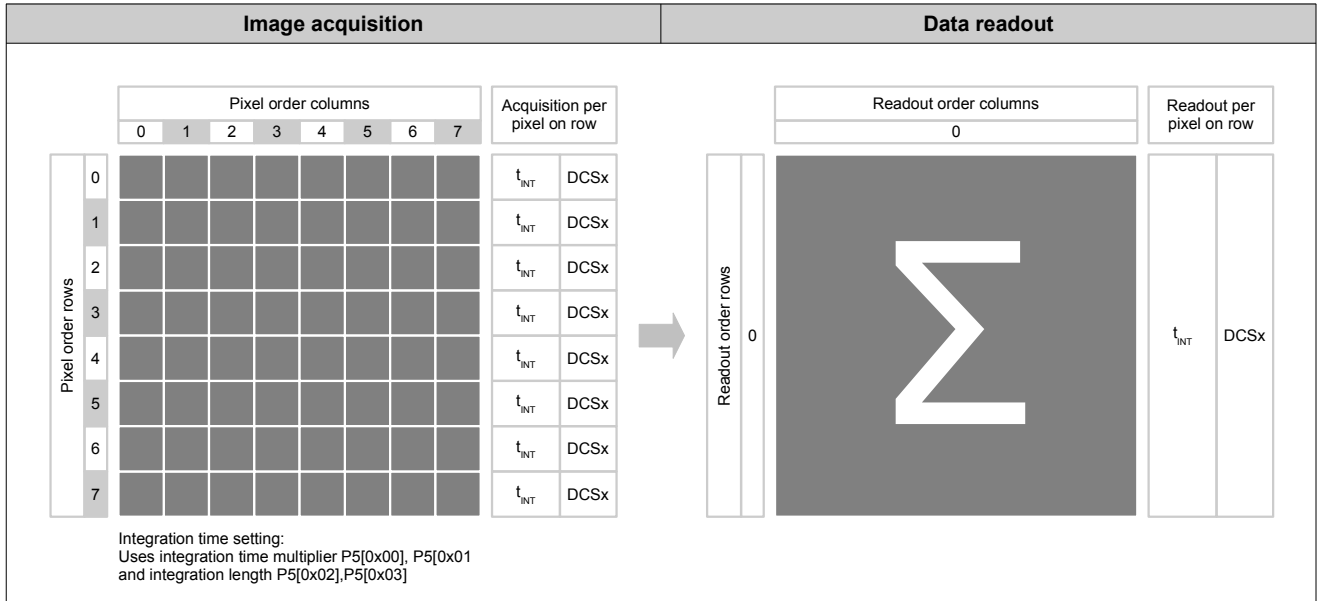 Image acquisition
Data readout
Pixel order columns
0 1 2 3 4 5 6 7
Acquisition per
pixel on row
Pixel order rows
0
1
2
3
4
5
6
7
tINT DCSx
tINT DCSx
tINT DCSx
tINT DCSx
tINT DCSx
tINT DCSx
tINT DCSx
tINT DCSx
Integration time setting:
Uses integration time multiplier P5[0x00], P5[0x01
and integration length P5[0x02],P5[0x03]
Readout order columns
0
Readout per
pixel on row
Readout order rows
0
Σ
tINT DCSx